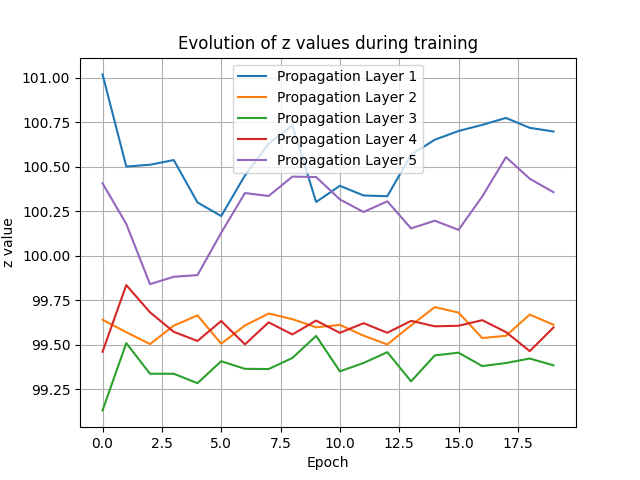 Evolution of z values during training
101.00
100.75
100.50
100.25
100.00
99.75
99.50
99.25
z value
Propagation Layer 1
Propagation Layer 2
Propagation Layer 3
Propagation Layer 4
Propagation Layer 5
0.0 2.5 5.0 7.5 10.0 12.5 15.0 17.5
Epoch